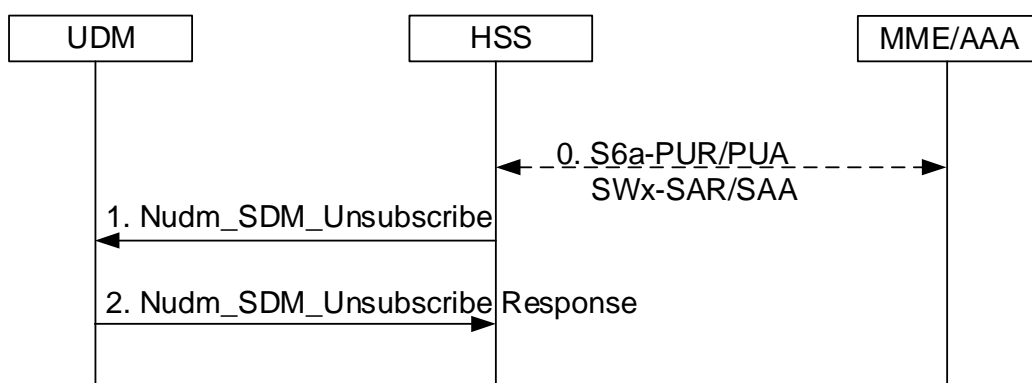 UDM
HSS
MME/AAA
0. S6a-PUR/PUA
SWx-SAR/SAA
1. Nudm_SDM_Unsubscribe
2. Nudm_SDM_Unsubscribe Response